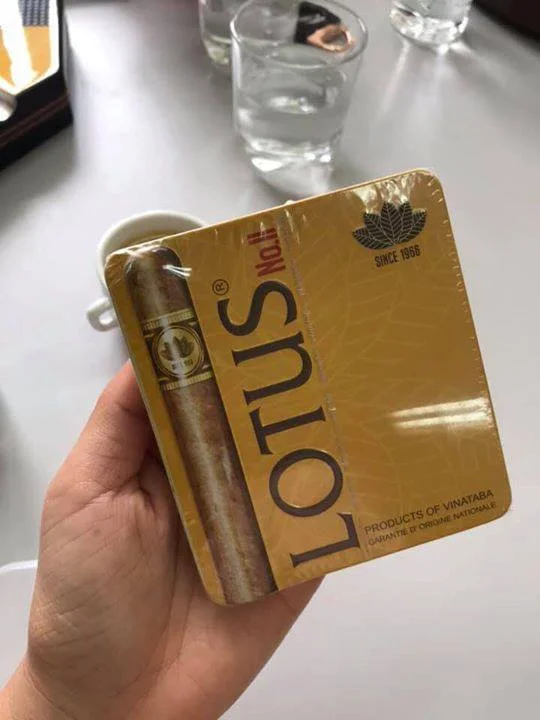 SINCE 1966
LOTUS®
No.II
PRODUCTS OF VINATABA
GARANTIE D'ORIGINE NATIONALE